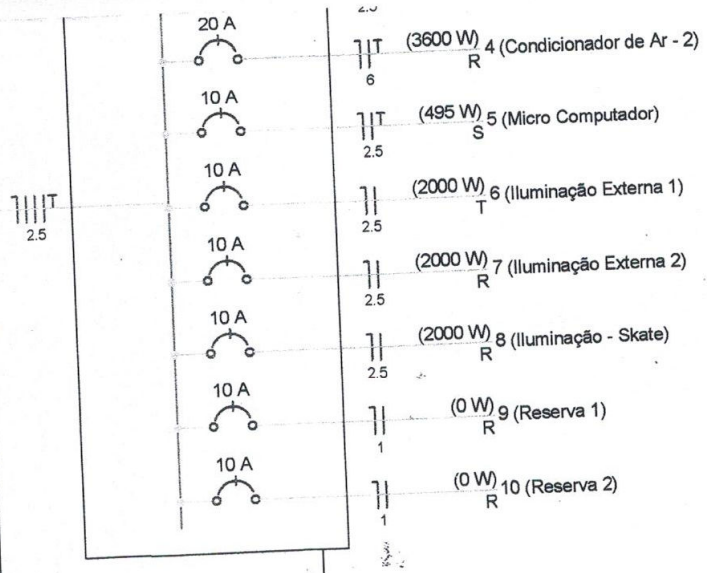 20 A
(3600 W) 4 (Condicionador de Ar - 2)
T
R
6
10 A
(495 W) 5 (Micro Computador)
T
S
2.5
10 A
(2000 W) 6 (Iluminação Externa 1)
T
T
2.5
2.5
10 A
(2000 W) 7 (Iluminação Externa 2)
R
2.5
10 A
(2000 W) 8 (Iluminação - Skate)
R
2.5
10 A
(0 W) 9 (Reserva 1)
R
1
10 A
(0 W) 10 (Reserva 2)
R
1